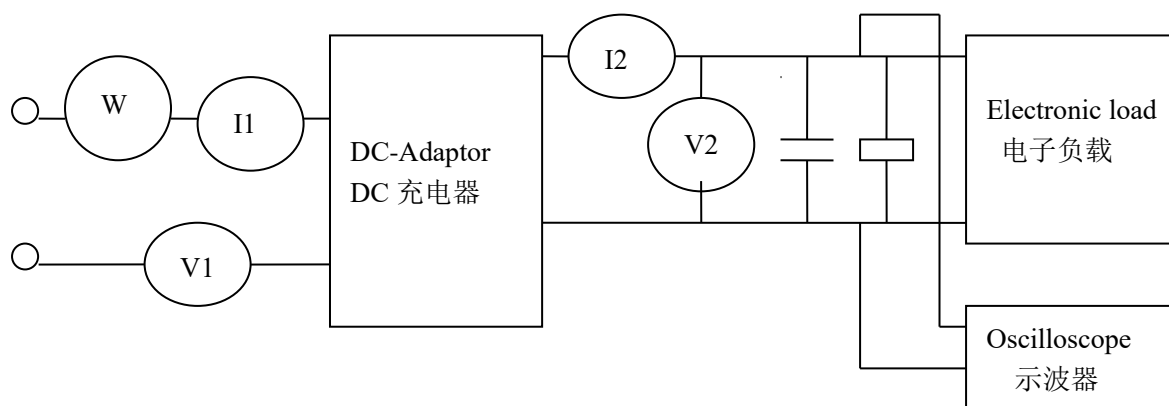 W
I1
V1
DC-Adaptor
DC 充电器
I2
V2
Electronic load
电子负载
Oscilloscope
示波器